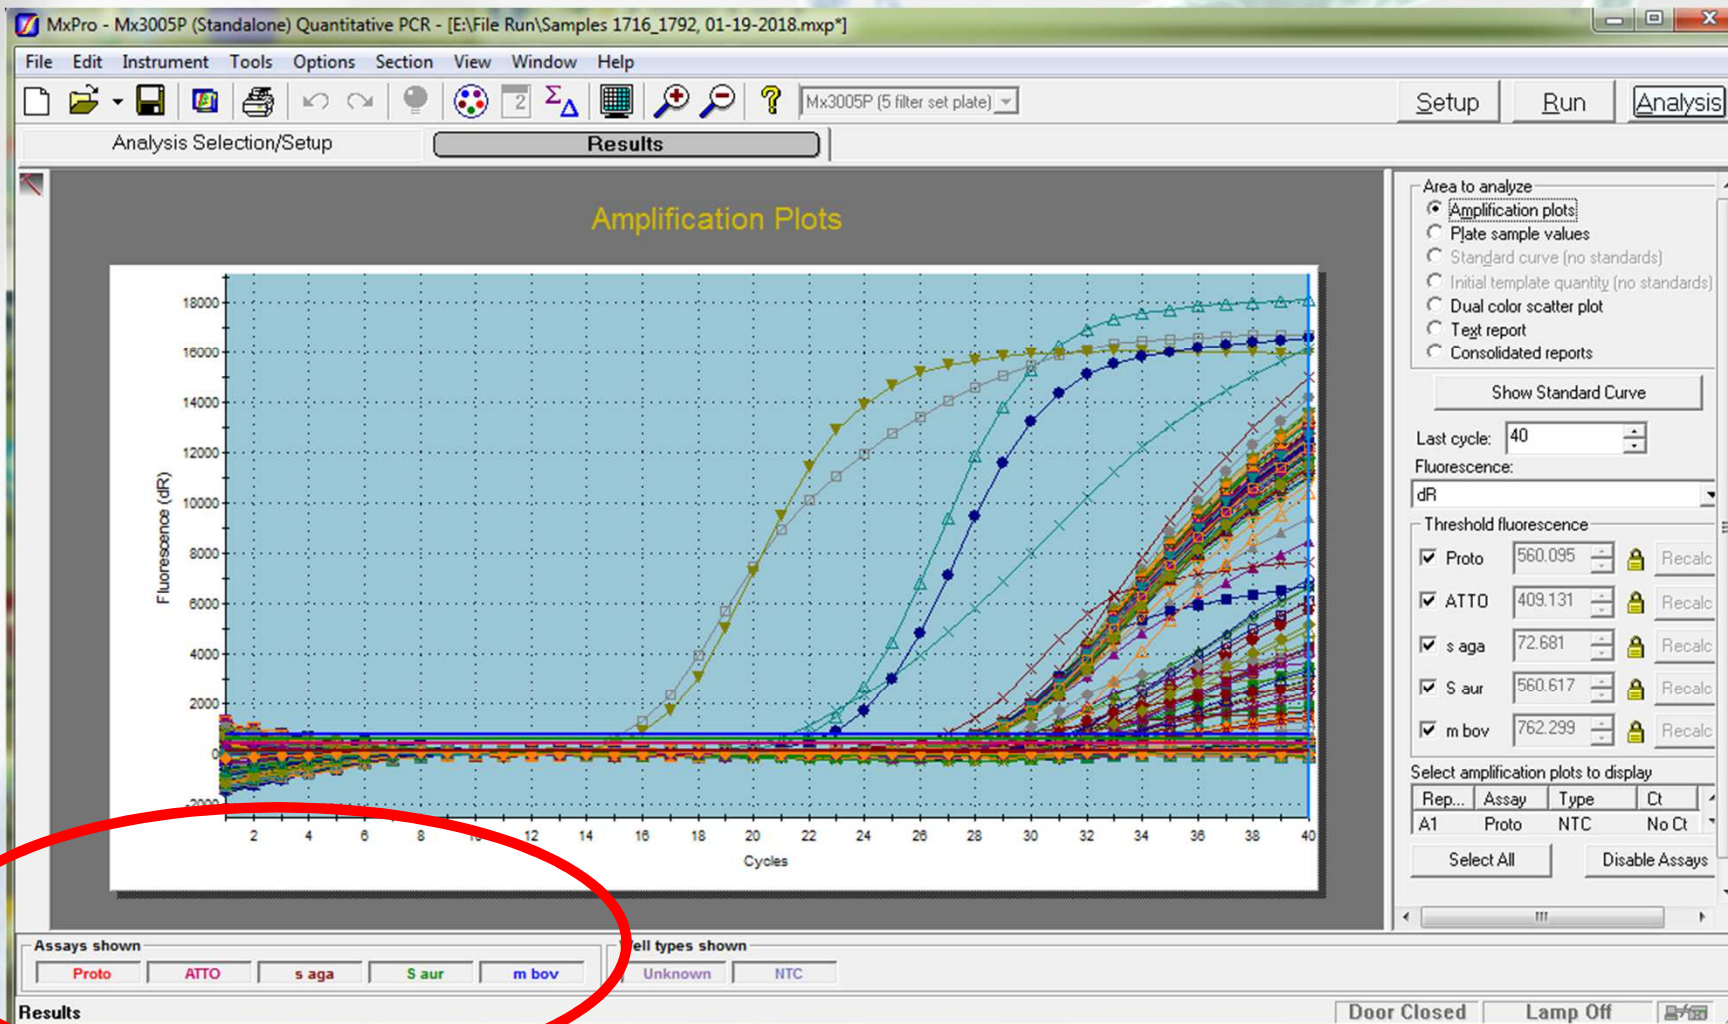 MxPro - Mx3005P (Standalone) Quantitative PCR - [E:\File Run\Samples 1716_1792, 01-19-2018.mxp*]
File Edit Instrument Tools Options Section View Window Help
2 Mx3005P (5 filter set plate) Setup Run Analysis
Analysis Selection/Setup Results
Amplification Plots
18000
16000
14000
12000
10000
8000
6000
4000
2000
0
-2000
Fluorescence (dR)
2 4 6 8 10 12 14 16 18 20 22 24 26 28 30 32 34 36 38 40
Cycles
Area to analyze
Amplification plots
Plate sample values
Standard curve (no standards)
Initial template quantity (no standards)
Dual color scatter plot
Text report
Consolidated reports
Show Standard Curve
Last cycle: 40
Fluorescence:
dR
Threshold fluorescence
Proto 560.095 Recalc
ATTO 409.131 Recalc
s aga 72.681 Recalc
S aur 560.617 Recalc
m bov 762.299 Recalc
Select amplification plots to display
Rep... Assay Type Ct
A1 Proto NTC No Ct
Select All Disable Assays
Assays shown
Proto ATTO s aga S aur m bov
Well types shown
Unknown NTC
Results Door Closed Lamp Off